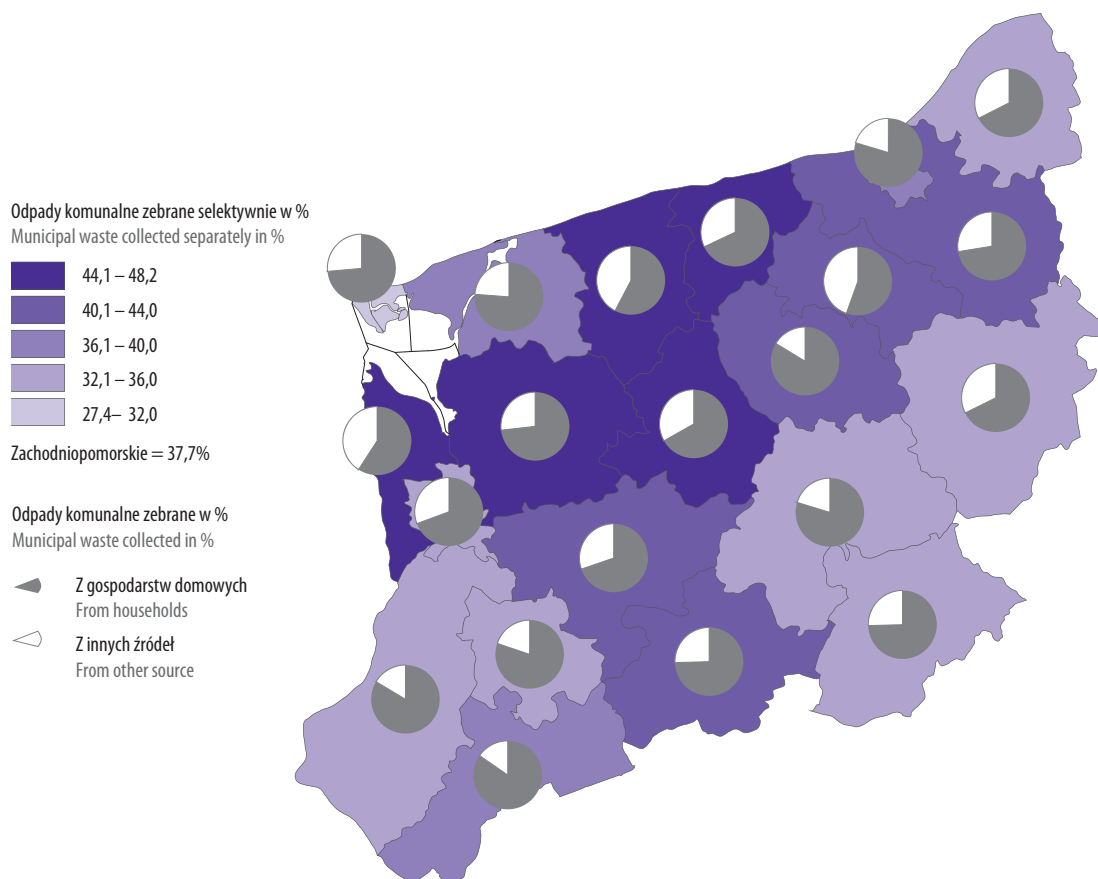 Odpady komunalne zebrane selektywnie w %
Municipal waste collected separately in %
44,1 – 48,2
40,1 – 44,0
36,1 – 40,0
32,1 – 36,0
27,4– 32,0
Zachodniopomorskie = 37,7%
Odpady komunalne zebrane w %
Municipal waste collected in %
Z gospodarstw domowych
From households
Z innych źródeł
From other source